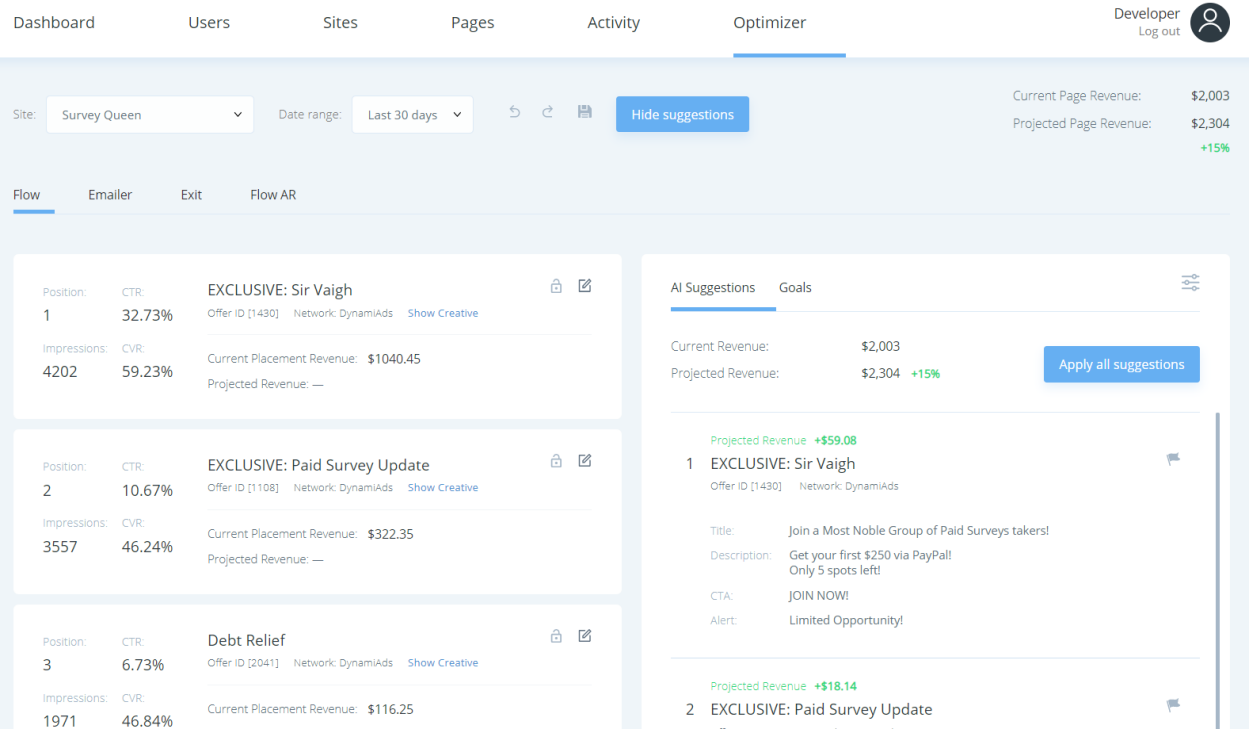 Dashboard Users Sites Pages Activity Optimizer Developer
Log out
Site: Survey Queen Date range: Last 30 days Hide suggestions
Current Page Revenue: $2,003
Projected Page Revenue: $2,304
+15%
Flow Emailer Exit Flow AR
Position: CTR:
1 32.73%
Impressions: CVR:
4202 59.23%
EXCLUSIVE: Sir Vaigh
Offer ID [1430] Network: DynamiAds Show Creative
Current Placement Revenue: $1040.45
Projected Revenue: —
Position: CTR:
2 10.67%
Impressions: CVR:
3557 46.24%
EXCLUSIVE: Paid Survey Update
Offer ID [1108] Network: DynamiAds Show Creative
Current Placement Revenue: $322.35
Projected Revenue: —
Position: CTR:
3 6.73%
Impressions: CVR:
1971 46.84%
Debt Relief
Offer ID [2041] Network: DynamiAds Show Creative
Current Placement Revenue: $116.25
AI Suggestions Goals
Current Revenue: $2,003
Projected Revenue: $2,304 +15%
Apply all suggestions
Projected Revenue +$59.08
1 EXCLUSIVE: Sir Vaigh
Offer ID [1430] Network: DynamiAds
Title: Join a Most Noble Group of Paid Surveys takers!
Description: Get your first $250 via PayPal!
Only 5 spots left!
CTA: JOIN NOW!
Alert: Limited Opportunity!
Projected Revenue +$18.14
2 EXCLUSIVE: Paid Survey Update